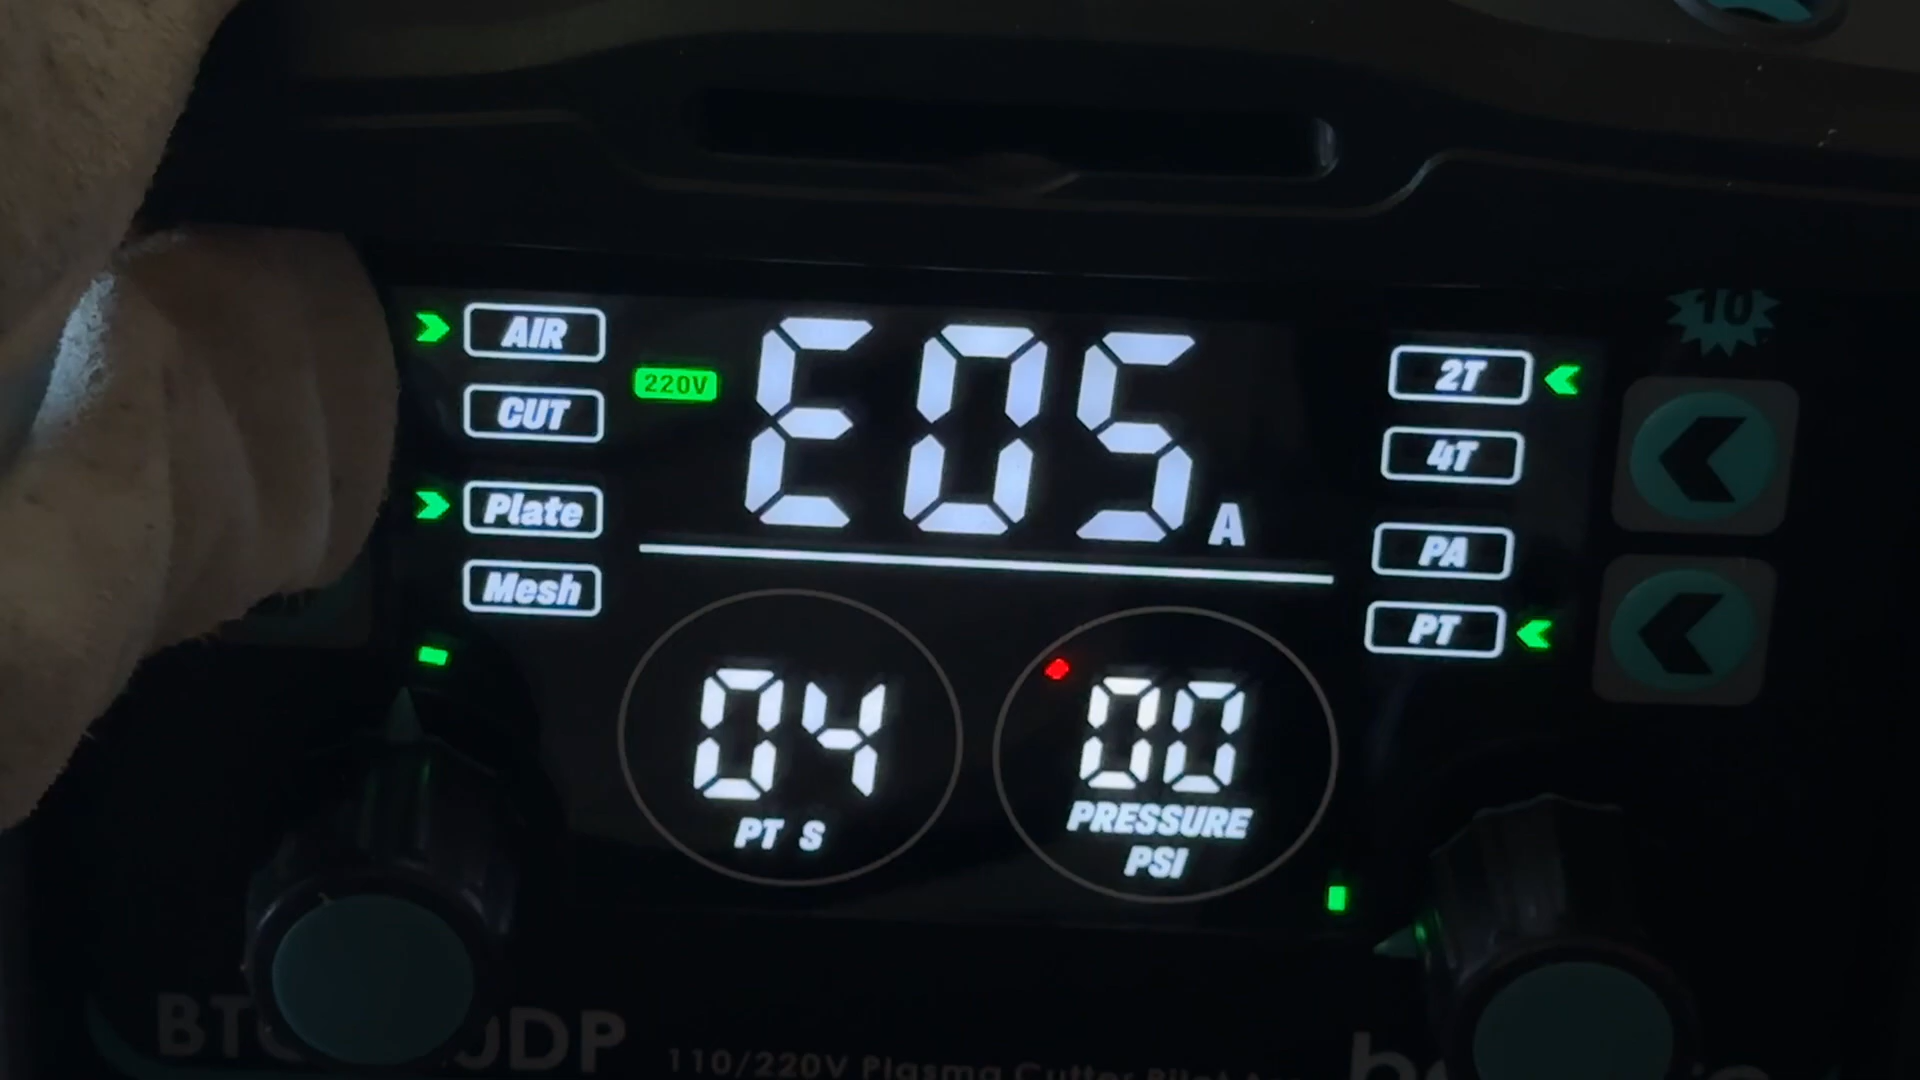 10
AIR
CUT
Plate
Mesh
220V
E05 A
2T
4T
PA
PT
04
PT S
00
PRESSURE
PSI
110/220V Plasma Cutter Pilot